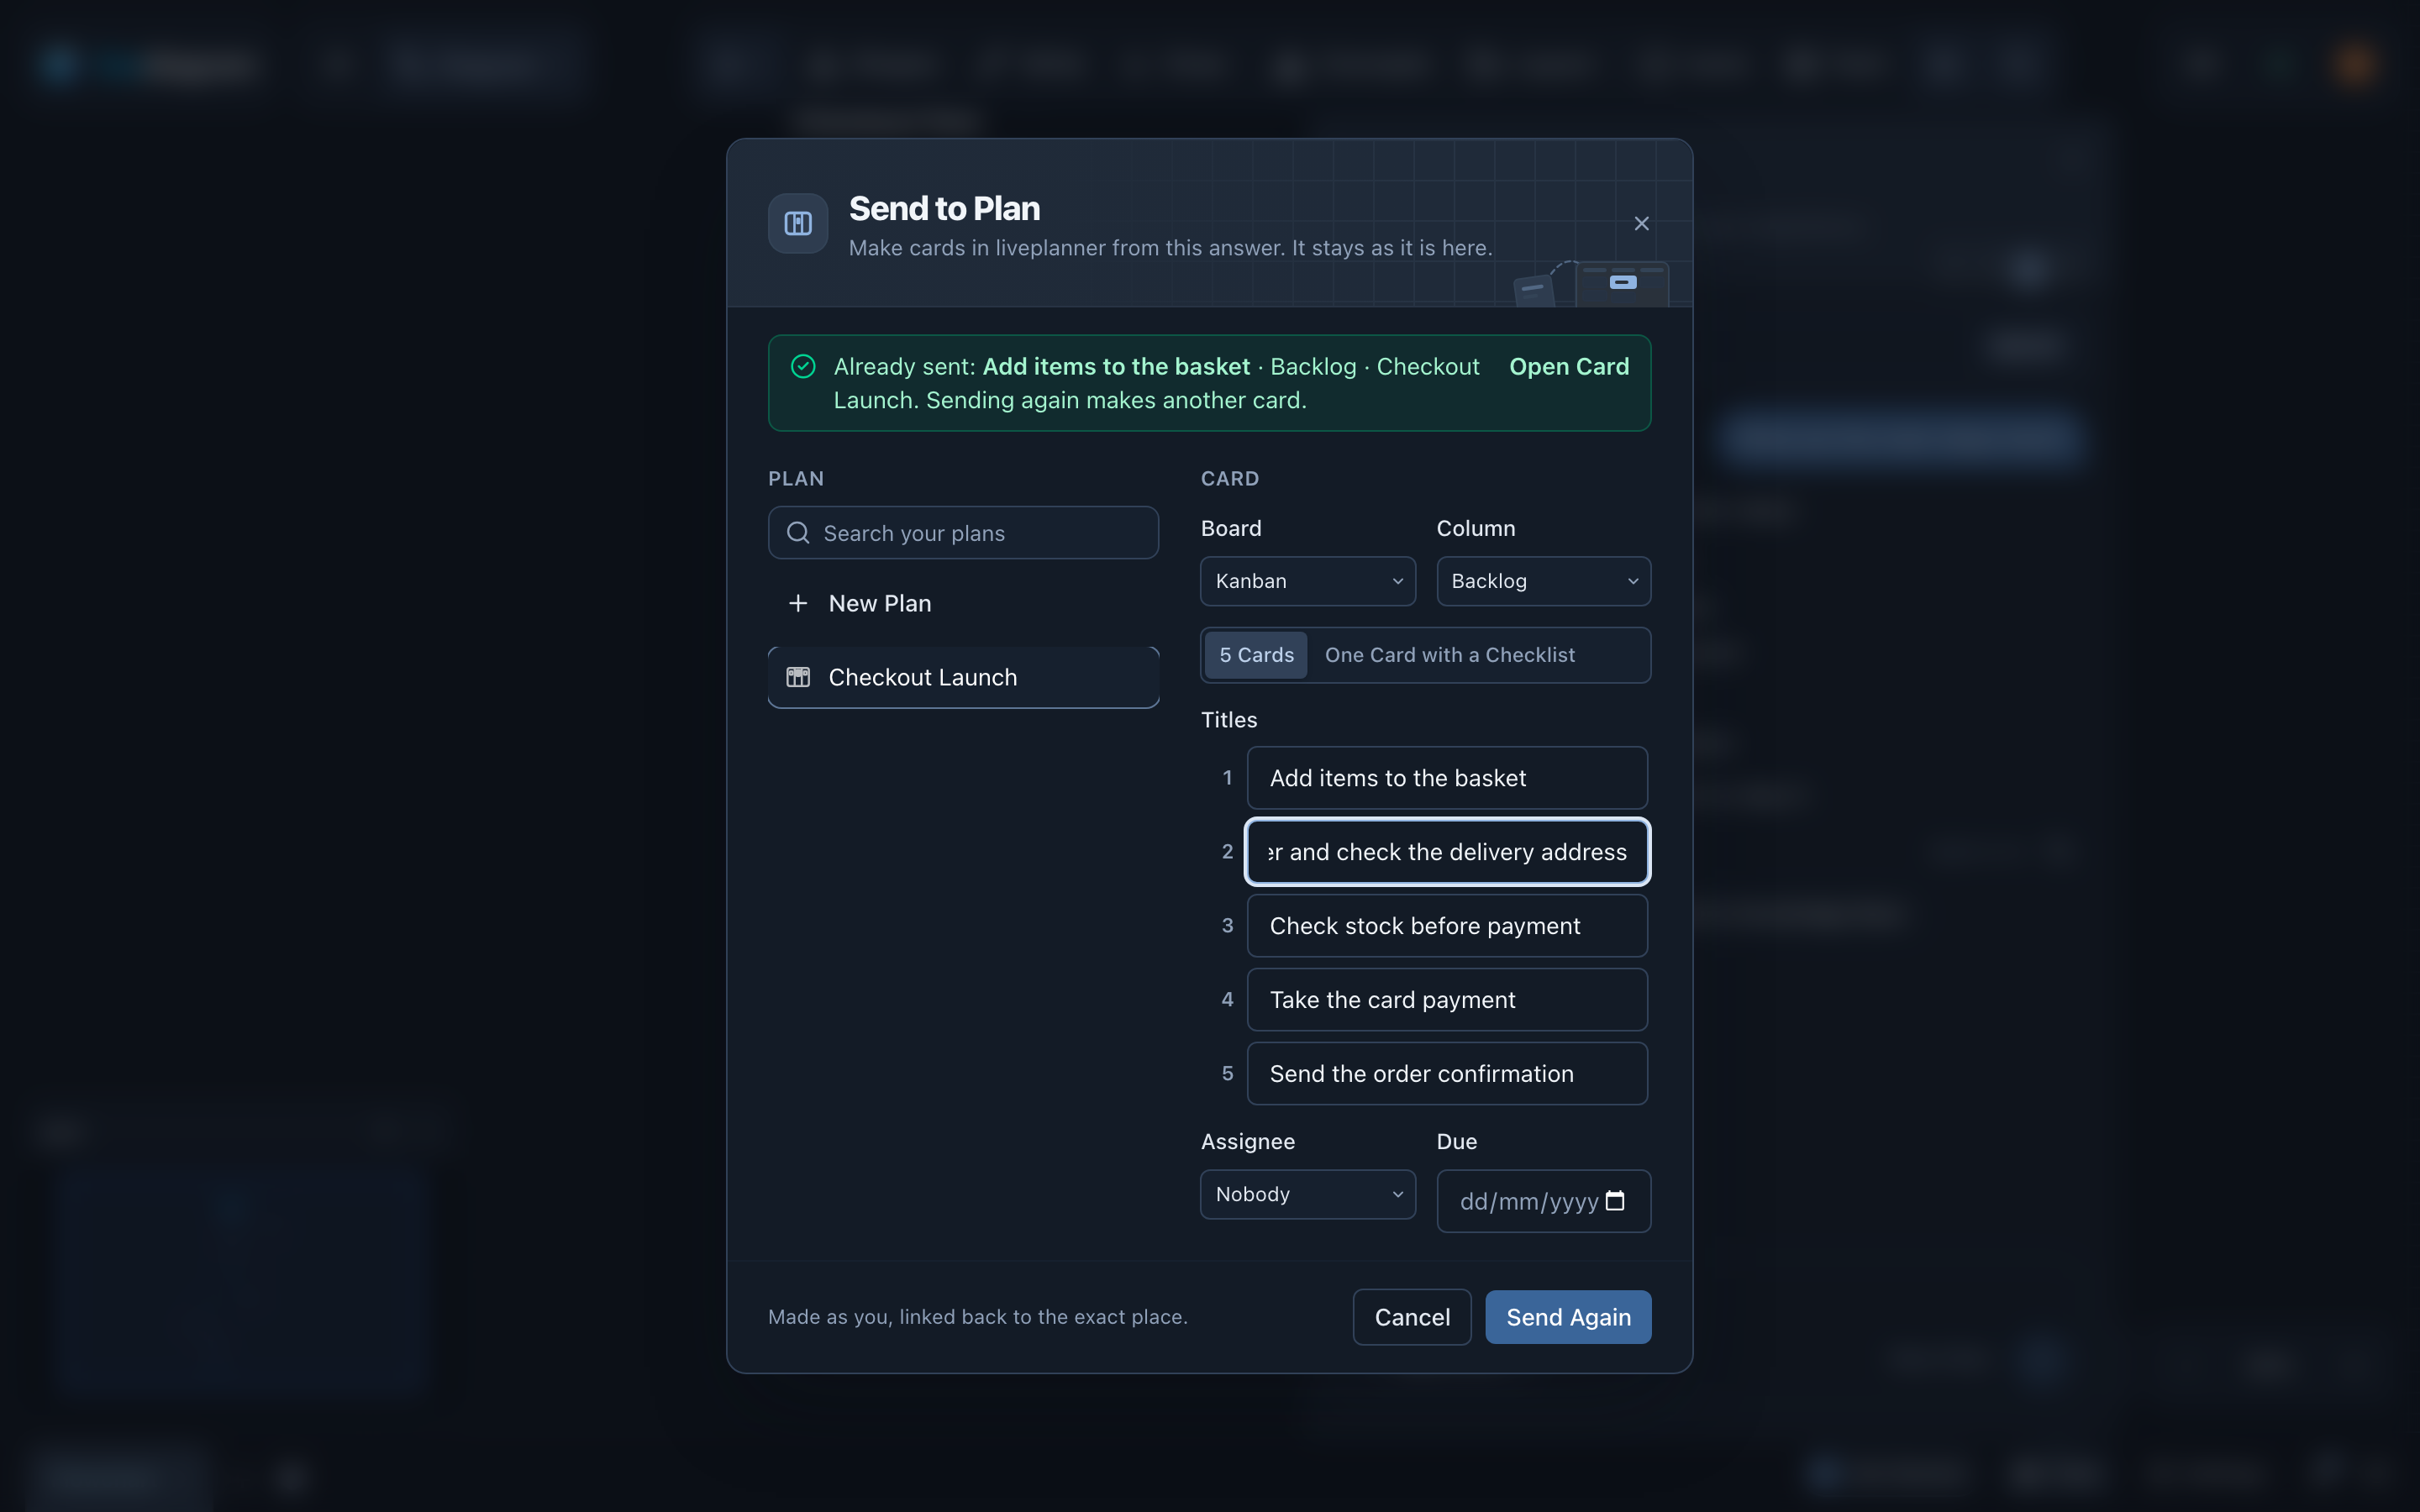 Send to Plan
Make cards in liveplanner from this answer. It stays as it is here.
Already sent: Add items to the basket · Backlog · Checkout
Launch. Sending again makes another card.
Open Card
PLAN
Search your plans
New Plan
Checkout Launch
CARD
Board
Column
Kanban
Backlog
5 Cards
One Card with a Checklist
Titles
1
Add items to the basket
2
and check the delivery address
3
Check stock before payment
4
Take the card payment
5
Send the order confirmation
Assignee
Due
Nobody
dd/mm/yyyy
Made as you, linked back to the exact place.
Cancel
Send Again